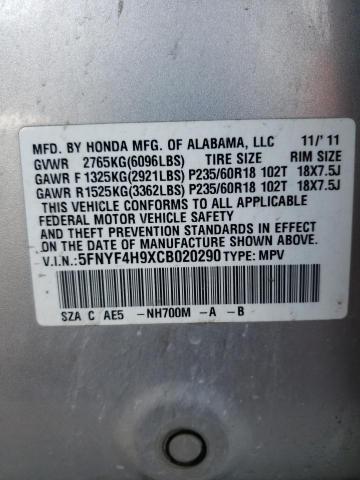 MFD. BY HONDA MFG. OF ALABAMA, LLC 11/'11
GVWR 2765KG(6096LBS) TIRE SIZE RIM SIZE
GAWR F 1325KG(2921LBS) P235/60R18 102T 18X7.5J
GAWR R 1525KG(3362LBS) P235/60R18 102T 18X7.5J
THIS VEHICLE CONFORMS TO ALL APPLICABLE
FEDERAL MOTOR VEHICLE SAFETY
AND THEFT PREVENTION STANDARDS IN EFFECT
ON THE DATE OF MANUFACTURE SHOWN ABOVE.
V.I.N.: 5FNYF4H9XCB020290 TYPE: MPV
SZA C AE5 -NH700M -A -B